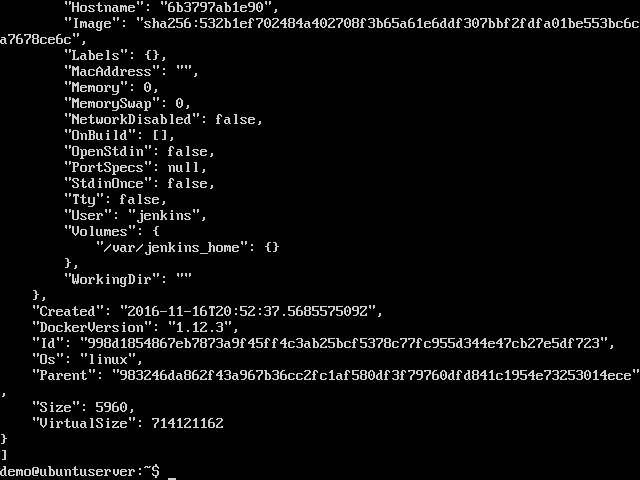 "Hostname": "6b3797ab1e90",
        "Image": "sha256:532b1ef702484a402708f3b65a61e6ddf307bbf2fdfa01be553bc6c
a7678ce6c",
        "Labels": {},
        "MacAddress": "",
        "Memory": 0,
        "MemorySwap": 0,
        "NetworkDisabled": false,
        "OnBuild": [],
        "OpenStdin": false,
        "PortSpecs": null,
        "StdinOnce": false,
        "Tty": false,
        "User": "jenkins",
        "Volumes": {
            "/var/jenkins_home": {}
        },
        "WorkingDir": ""
    },
    "Created": "2016-11-16T20:52:37.568557509Z",
    "DockerVersion": "1.12.3",
    "Id": "998d1854867eb7873a9f45ff4c3ab25bcf5378c77fc955d344e47cb27e5df723",
    "Os": "linux",
    "Parent": "983246da862f43a967b36cc2fc1af580df3f79760dfd841c1954e73253014ece"
,
    "Size": 5960,
    "VirtualSize": 714121162
}
]
demo@ubuntuserver:~$ _